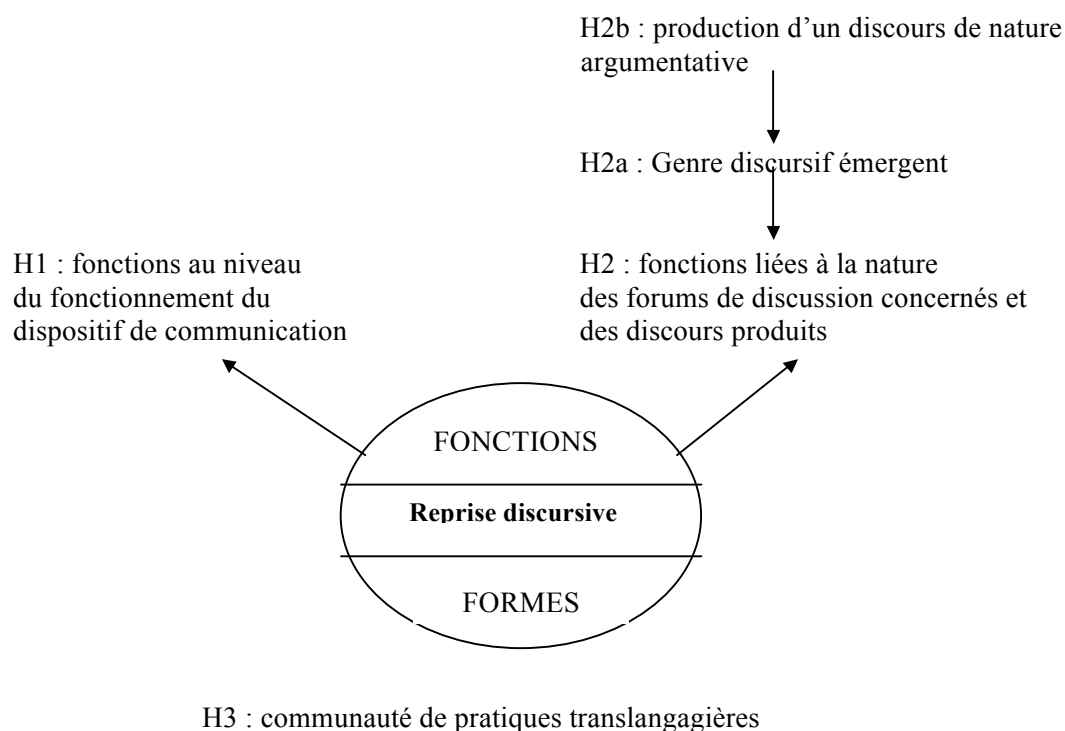 H2b : production d’un discours de nature
argumentative
H2a : Genre discursif émergent
H1 : fonctions au niveau
du fonctionnement du
dispositif de communication
H2 : fonctions liées à la nature
des forums de discussion concernés et
des discours produits
FONCTIONS
Reprise discursive
FORMES
H3 : communauté de pratiques translangagières